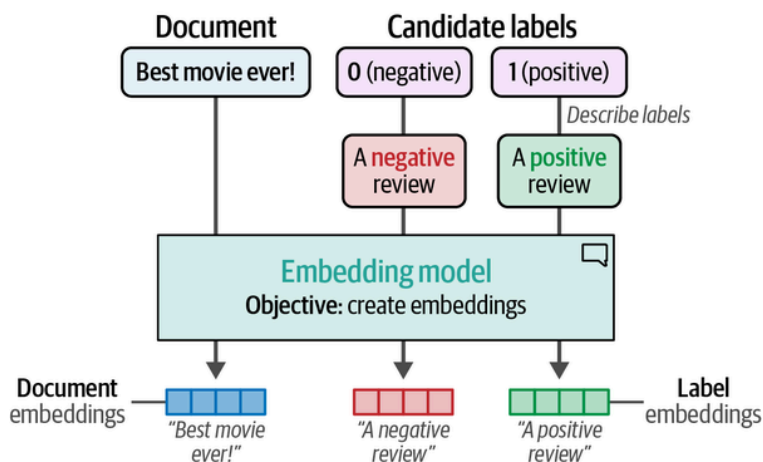 Document
Candidate labels
Best movie ever!
0 (negative)
1 (positive)
Describe labels
A negative
review
A positive
review
Embedding model
Objective: create embeddings
Document
embeddings
Label
embeddings
"Best movie
ever!"
"A negative
review"
"A positive
review"